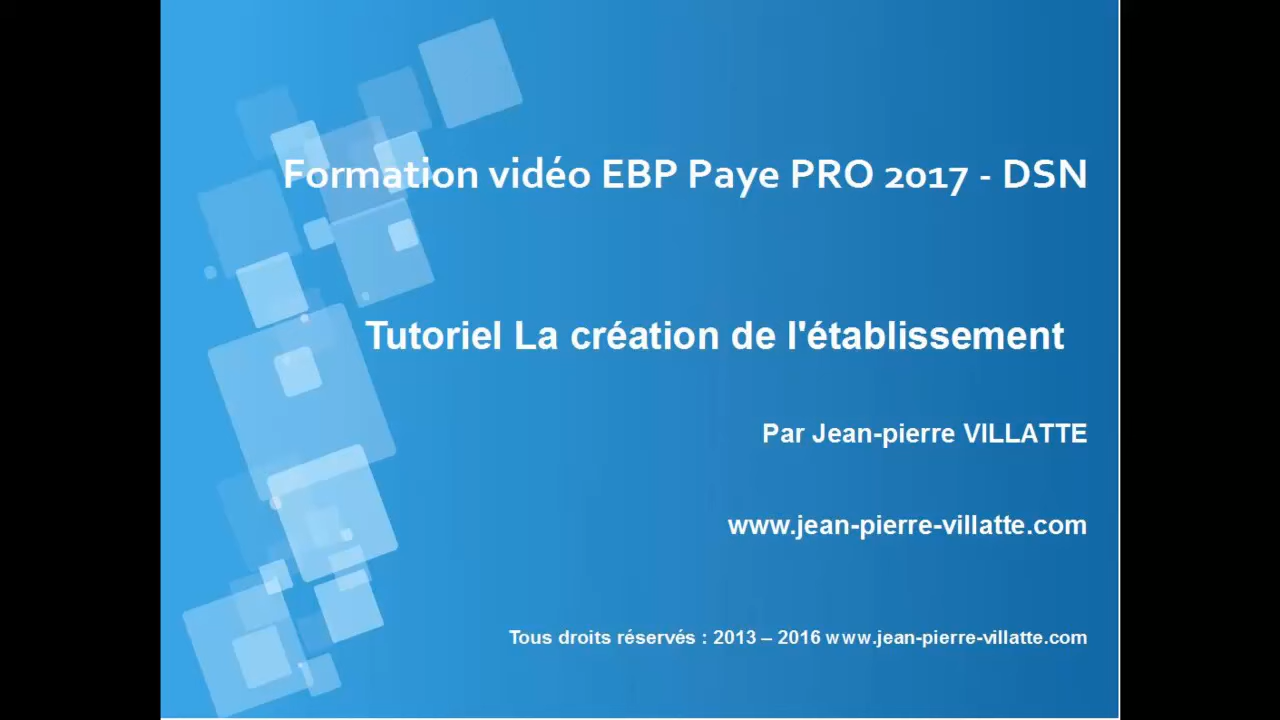 Formation vidéo EBP Paye PRO 2017 - DSN
Tutoriel La création de l'établissement
Par Jean-pierre VILLATTE
www.jean-pierre-villatte.com
Tous droits réservés : 2013 – 2016 www.jean-pierre-villatte.com